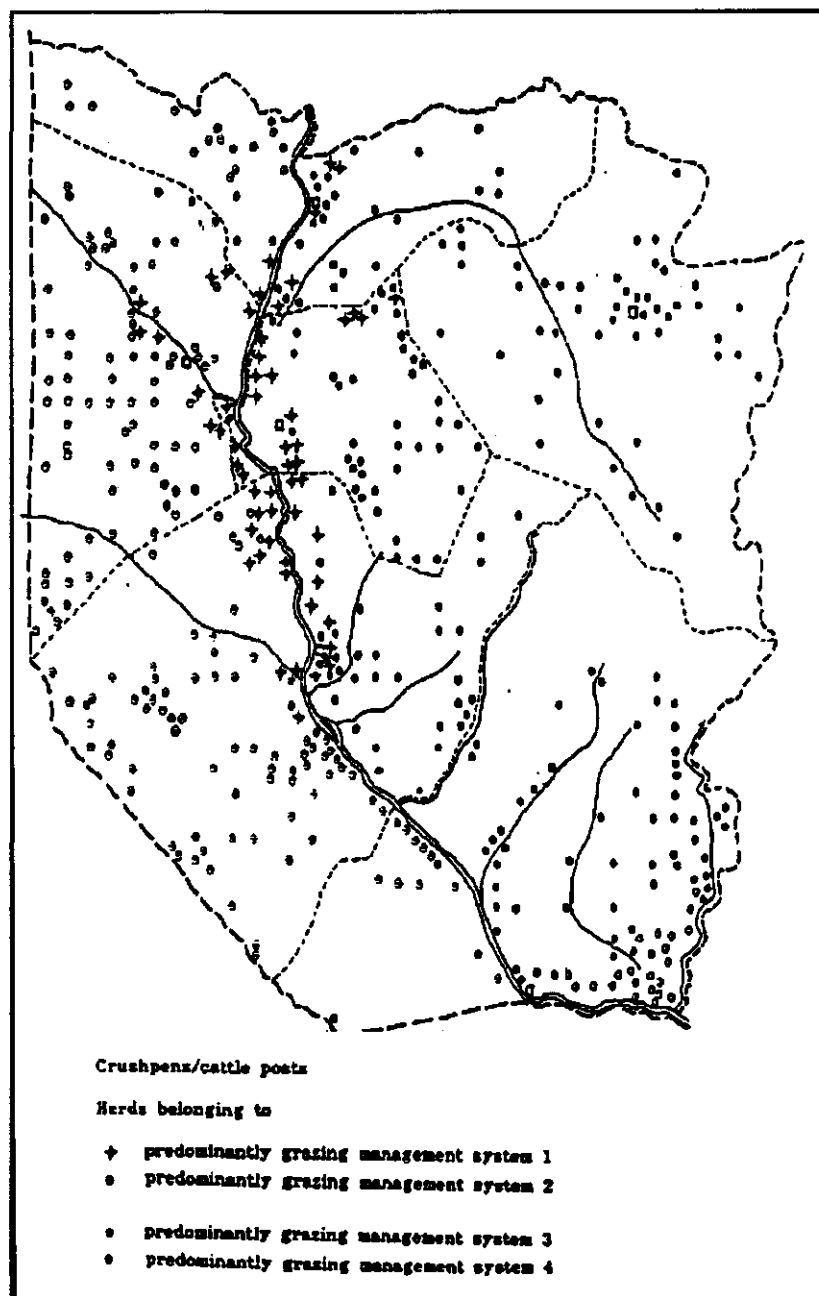 Crushpens/cattle posts
Herds belonging to
predominantly grazing management system 1
predominantly grazing management system 2
predominantly grazing management system 3
predominantly grazing management system 4